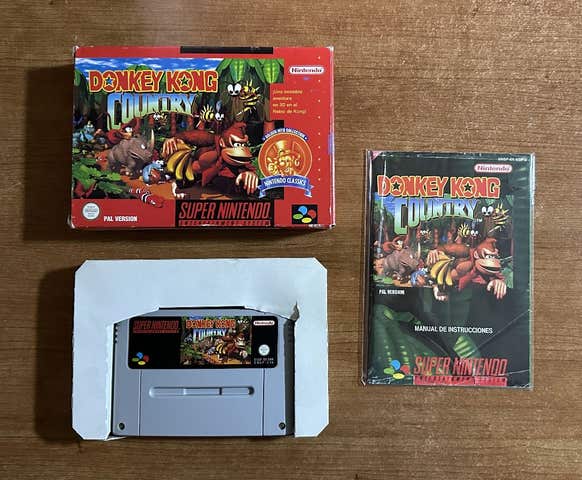 DONKEY KONG
COUNTRY
Nintendo
¡Una increíble
aventura
en 3D en el
Reino de Kong!
NINTENDO CLASSICS
PAL VERSION
SUPER NINTENDO
ENTERTAINMENT SYSTEM
Nintendo
DONKEY KONG
COUNTRY
TM
PAL VERSION
MANUAL DE INSTRUCCIONES
SUPER NINTENDO
ENTERTAINMENT SYSTEM
SUPER NINTENDO
DONKEY KONG
COUNTRY
Nintendo